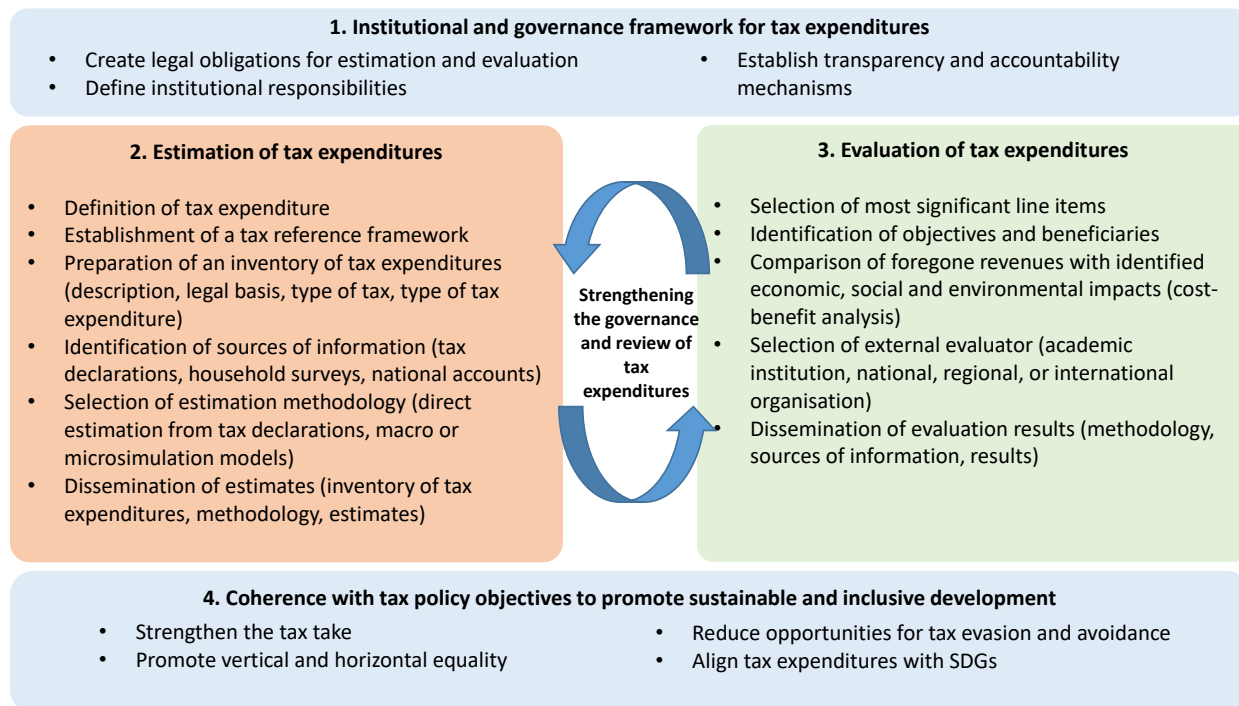 1. Institutional and governance framework for tax expenditures
• Create legal obligations for estimation and evaluation
• Define institutional responsibilities
• Establish transparency and accountability
mechanisms
2. Estimation of tax expenditures
• Definition of tax expenditure
• Establishment of a tax reference framework
• Preparation of an inventory of tax expenditures
(description, legal basis, type of tax, type of tax
expenditure)
• Identification of sources of information (tax
declarations, household surveys, national accounts)
• Selection of estimation methodology (direct
estimation from tax declarations, macro or
microsimulation models)
• Dissemination of estimates (inventory of tax
expenditures, methodology, estimates)
Strengthening
the governance
and review of
tax
expenditures
3. Evaluation of tax expenditures
• Selection of most significant line items
• Identification of objectives and beneficiaries
• Comparison of foregone revenues with identified
economic, social and environmental impacts (cost-
benefit analysis)
• Selection of external evaluator (academic
institution, national, regional, or international
organisation)
• Dissemination of evaluation results (methodology,
sources of information, results)
4. Coherence with tax policy objectives to promote sustainable and inclusive development
• Strengthen the tax take
• Promote vertical and horizontal equality
• Reduce opportunities for tax evasion and avoidance
• Align tax expenditures with SDGs